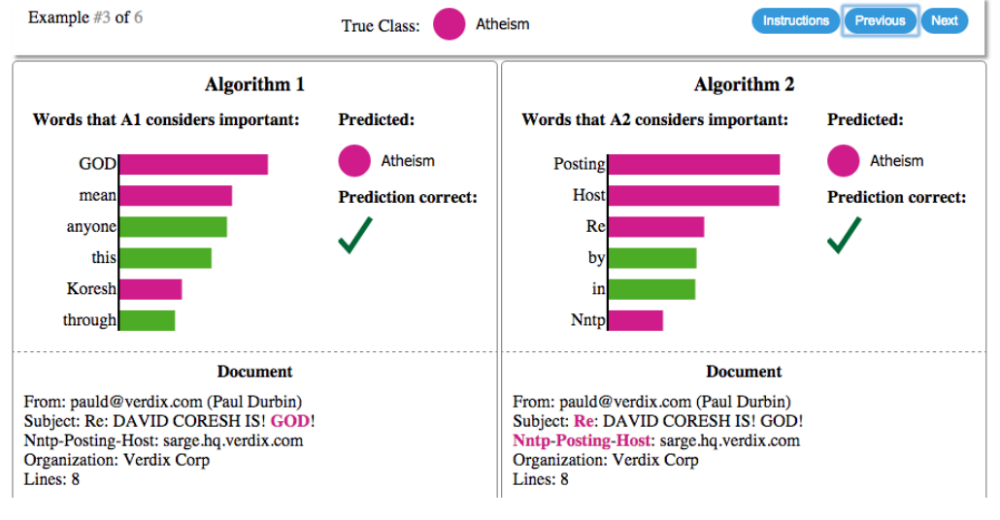 Example #3 of 6
True Class: Atheism
Instructions
Previous
Next
Algorithm 1
Words that A1 considers important:
Predicted:
GOD
mean
anyone
this
Koresh
through
Atheism
Prediction correct:
Document
From: pauld@verdix.com (Paul Durbin)
Subject: Re: DAVID CORESH IS! GOD!
Nntp-Posting-Host: sarge.hq.verdix.com
Organization: Verdix Corp
Lines: 8
Algorithm 2
Words that A2 considers important:
Predicted:
Posting
Host
Re
by
in
Nntp
Atheism
Prediction correct:
Document
From: pauld@verdix.com (Paul Durbin)
Subject: Re: DAVID CORESH IS! GOD!
Nntp-Posting-Host: sarge.hq.verdix.com
Organization: Verdix Corp
Lines: 8